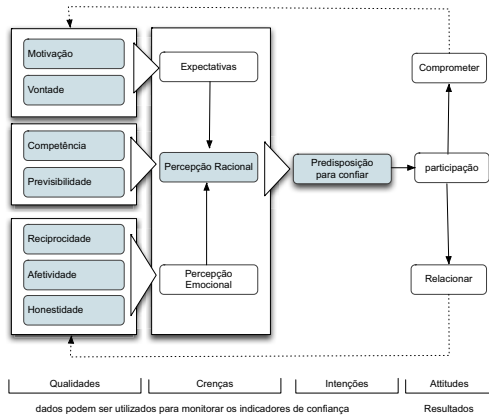 Motivação
Vontade
Competência
Previsibilidade
Reciprocidade
Afetividade
Honestidade
Expectativas
Percepção Racional
Percepção
Emocional
Predisposição
para confiar
Comprometer
participação
Relacionar
Qualidades
Crenças
Intenções
Attitudes
dados podem ser utilizados para monitorar os indicadores de confiança
Resultados